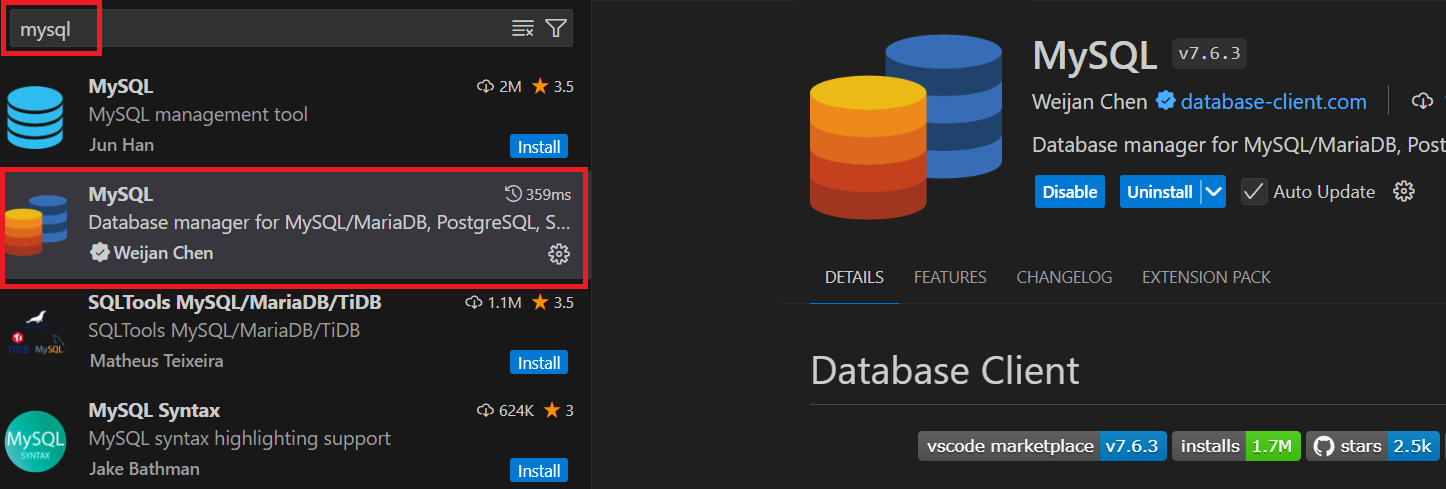 mysql
MySQL 2M 3.5
MySQL management tool
Jun Han
Install
MySQL 359ms
Database manager for MySQL/MariaDB, PostgreSQL, S...
Weijan Chen
SQLTools MySQL/MariaDB/TiDB 1.1M 3.5
SQLTools MySQL/MariaDB/TiDB
TiDB MySQL
Matheus Teixeira
Install
MySQL Syntax 624K 3
MySQL syntax highlighting support
MySQL
SYNTAX
Jake Bathman
Install
MySQL v7.6.3
Weijan Chen database-client.com
Database manager for MySQL/MariaDB, Post
Disable Uninstall Auto Update
DETAILS FEATURES CHANGELOG EXTENSION PACK
Database Client
vscode marketplace v7.6.3 installs 1.7M stars 2.5k